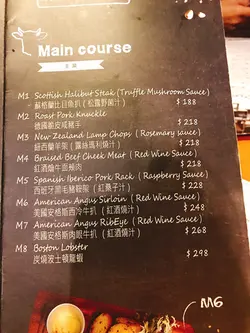 Main course
主菜
M1 Scottish Halibut Steak (Truffle Mushroom Sauce)
蘇格蘭比目魚扒 ( 松露野菌汁 ) $ 188
M2 Roast Pork Knuckle
德國脆皮咸豬手 $ 218
M3 New Zealand Lamp Chops ( Rosemary sauce )
紐西蘭羊架 ( 露絲瑪利燒汁 ) $ 218
M4 Braised Beef Cheek Meat ( Red Wine Sauce )
紅酒燴牛面頰肉 $ 218
M5 Spanish Iberico Pork Rack ( Raspberry Sauce )
西班牙黑毛豬鞍架 ( 紅桑子汁 ) $ 228
M6 American Angus Sirloin ( Red Wine Sauce )
美國安格斯西冷牛扒 ( 紅酒燒汁 ) $ 248
M7 American Angus RibEye ( Red Wine Sauce )
美國安格斯肉眼牛扒 ( 紅酒燒汁 ) $ 268
M8 Boston Lobster
炭燒波士頓龍蝦 $ 298
M6